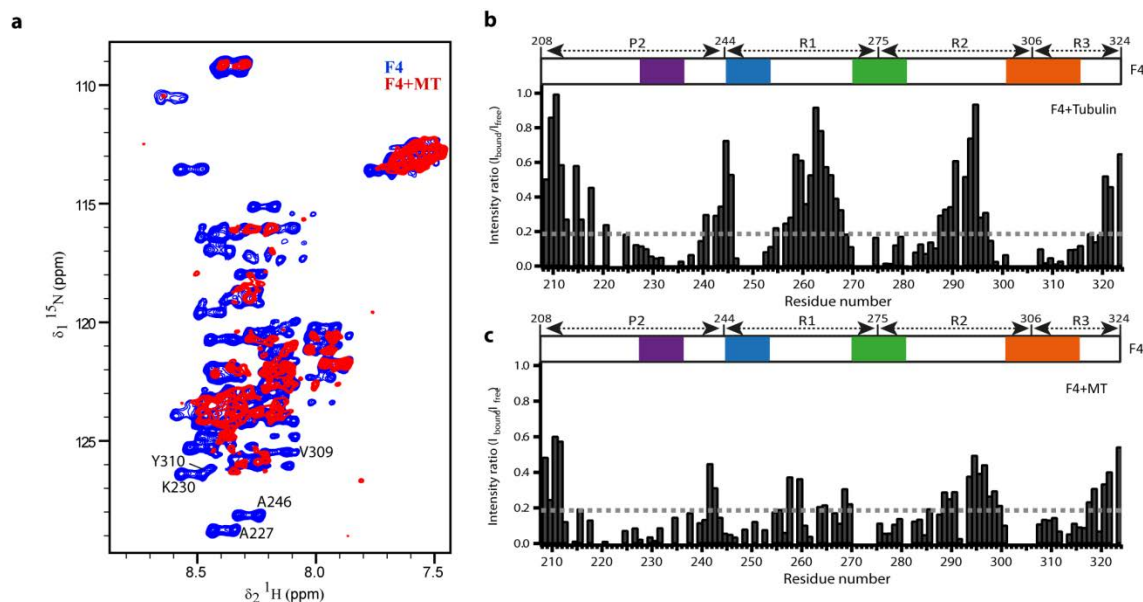 a
F4
F4+MT
110
115
120
125
δ₁ ¹⁵N (ppm)
Y310
K230
V309
A246
A227
8.5 8.0 7.5
δ₂ ¹H (ppm)
b
208 P2 244 R1 275 R2 306 R3 324
F4
F4+Tubulin
1.0
0.8
0.6
0.4
0.2
0.0
Intensity ratio (I bound/I free)
210 220 230 240 250 260 270 280 290 300 310 320
Residue number
c
208 P2 244 R1 275 R2 306 R3 324
F4
F4+MT
1.0
0.8
0.6
0.4
0.2
0.0
Intensity ratio (I bound/I free)
210 220 230 240 250 260 270 280 290 300 310 320
Residue number